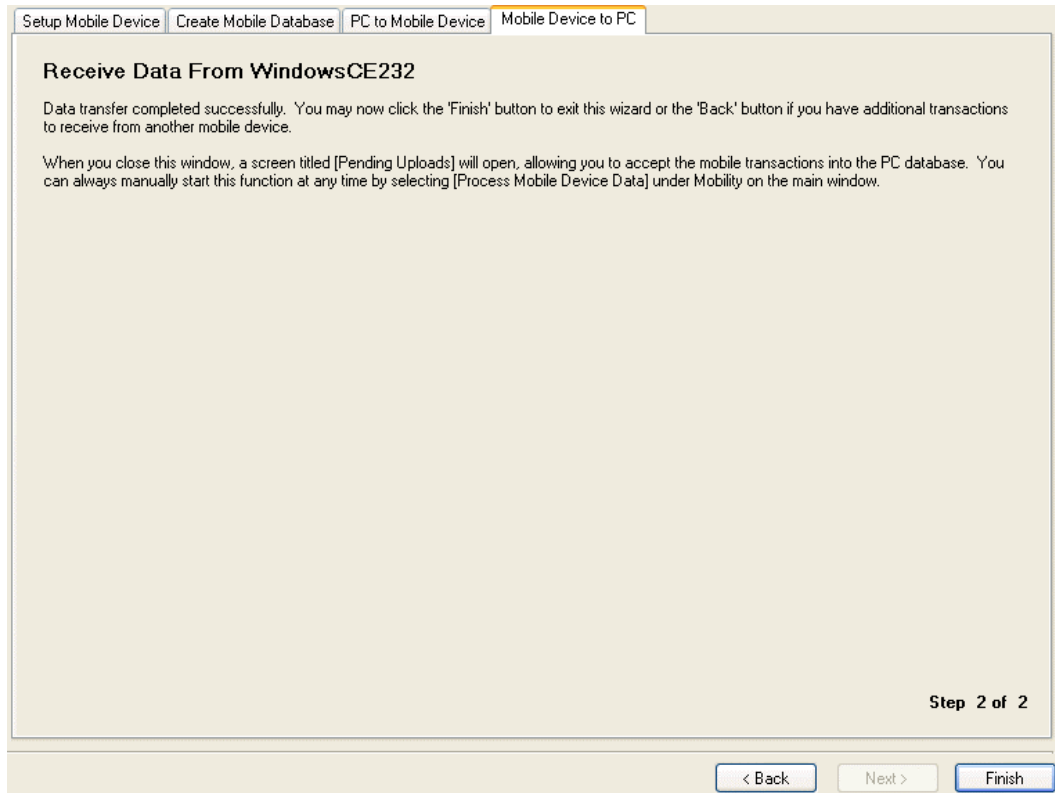 Setup Mobile Device Create Mobile Database PC to Mobile Device Mobile Device to PC
Receive Data From WindowsCE232
Data transfer completed successfully.  You may now click the 'Finish' button to exit this wizard or the 'Back' button if you have additional transactions
to receive from another mobile device.
When you close this window, a screen titled [Pending Uploads] will open, allowing you to accept the mobile transactions into the PC database.  You
can always manually start this function at any time by selecting [Process Mobile Device Data] under Mobility on the main window.
Step 2 of 2
< Back Next > Finish